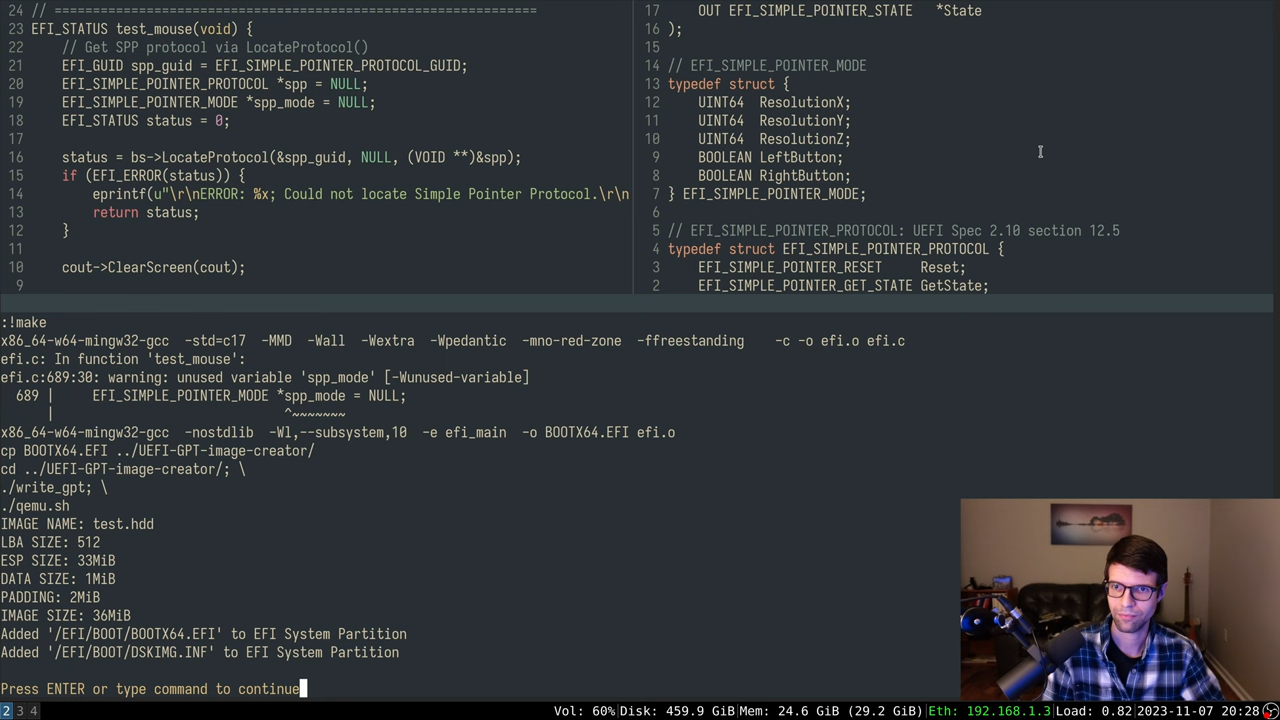 24 // ===============================================================
23 EFI_STATUS test_mouse(void) {
22     // Get SPP protocol via LocateProtocol()
21     EFI_GUID spp_guid = EFI_SIMPLE_POINTER_PROTOCOL_GUID;
20     EFI_SIMPLE_POINTER_PROTOCOL *spp = NULL;
19     EFI_SIMPLE_POINTER_MODE *spp_mode = NULL;
18     EFI_STATUS status = 0;
17
16     status = bs->LocateProtocol(&spp_guid, NULL, (VOID **)&spp);
15     if (EFI_ERROR(status)) {
14         eprintf(u"\r\nERROR: %x; Could not locate Simple Pointer Protocol.\r\n
13         return status;
12     }
11
10     cout->ClearScreen(cout);
9
17     OUT EFI_SIMPLE_POINTER_STATE   *State
16 );
15
14 // EFI_SIMPLE_POINTER_MODE
13 typedef struct {
12     UINT64  ResolutionX;
11     UINT64  ResolutionY;
10     UINT64  ResolutionZ;
9     BOOLEAN LeftButton;
8     BOOLEAN RightButton;
7 } EFI_SIMPLE_POINTER_MODE;
6
5 // EFI_SIMPLE_POINTER_PROTOCOL: UEFI Spec 2.10 section 12.5
4 typedef struct EFI_SIMPLE_POINTER_PROTOCOL {
3     EFI_SIMPLE_POINTER_RESET     Reset;
2     EFI_SIMPLE_POINTER_GET_STATE GetState;
:!make
x86_64-w64-mingw32-gcc  -std=c17  -MMD  -Wall  -Wextra  -Wpedantic  -mno-red-zone  -ffreestanding    -c -o efi.o efi.c
efi.c: In function 'test_mouse':
efi.c:689:30: warning: unused variable 'spp_mode' [-Wunused-variable]
  689 |     EFI_SIMPLE_POINTER_MODE *spp_mode = NULL;
      |                              ^~~~~~~~
x86_64-w64-mingw32-gcc  -nostdlib  -Wl,--subsystem,10  -e efi_main  -o BOOTX64.EFI efi.o
cp BOOTX64.EFI ../UEFI-GPT-image-creator/
cd ../UEFI-GPT-image-creator/; \
./write_gpt; \
./qemu.sh
IMAGE NAME: test.hdd
LBA SIZE: 512
ESP SIZE: 33MiB
DATA SIZE: 1MiB
PADDING: 2MiB
IMAGE SIZE: 36MiB
Added '/EFI/BOOT/BOOTX64.EFI' to EFI System Partition
Added '/EFI/BOOT/DSKIMG.INF' to EFI System Partition
Press ENTER or type command to continue
2 3 4 Vol: 60%|Disk: 459.9 GiB|Mem: 24.6 GiB (29.2 GiB)|Eth: 192.168.1.3|Load: 0.82 2023-11-07 20:28